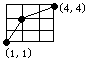 (4, 4)
(1, 1)